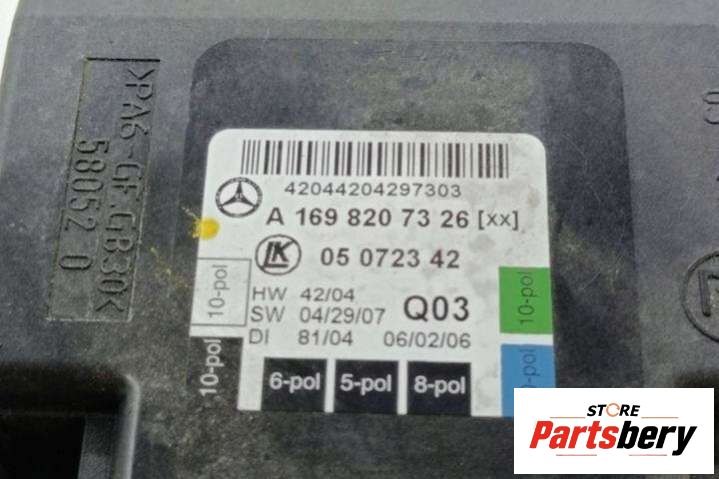 >PA6-GF.GB30<
58052 0
42044204297303
A 169 820 73 26 [xx]
LK 05 0723 42
10-pol
HW 42/04
SW 04/29/07 Q03
DI 81/04 06/02/06
10-pol
10-pol
6-pol 5-pol 8-pol
STORE
Partsbery